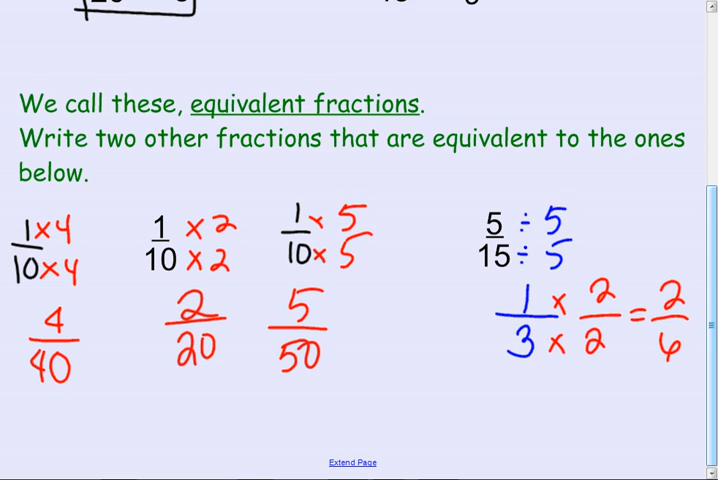 We call these, equivalent fractions.
Write two other fractions that are equivalent to the ones
below.
1 × 4
10 × 4
4
40
1 × 2
10 × 2
2
20
1 × 5
10 × 5
5
50
5 ÷ 5
15 ÷ 5
1 × 2 = 2
3 × 2 6
Extend Page